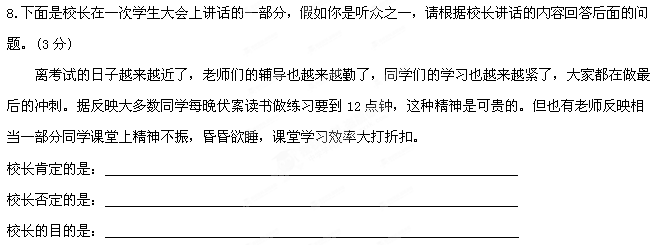 8.下面是校长在一次学生大会上讲话的一部分，假如你是听众之一，请根据校长讲话的内容回答后面的问
题。(3分)
离考试的日子越来越近了，老师们的辅导也越来越勤了，同学们的学习也越来越紧了，大家都在做最
后的冲刺。据反映大多数同学每晚伏案读书做练习要到12点钟，这种精神是可贵的。但也有老师反映相
当一部分同学课堂上精神不振，昏昏欲睡，课堂学习效率大打折扣。
校长肯定的是：
校长否定的是：
校长的目的是：